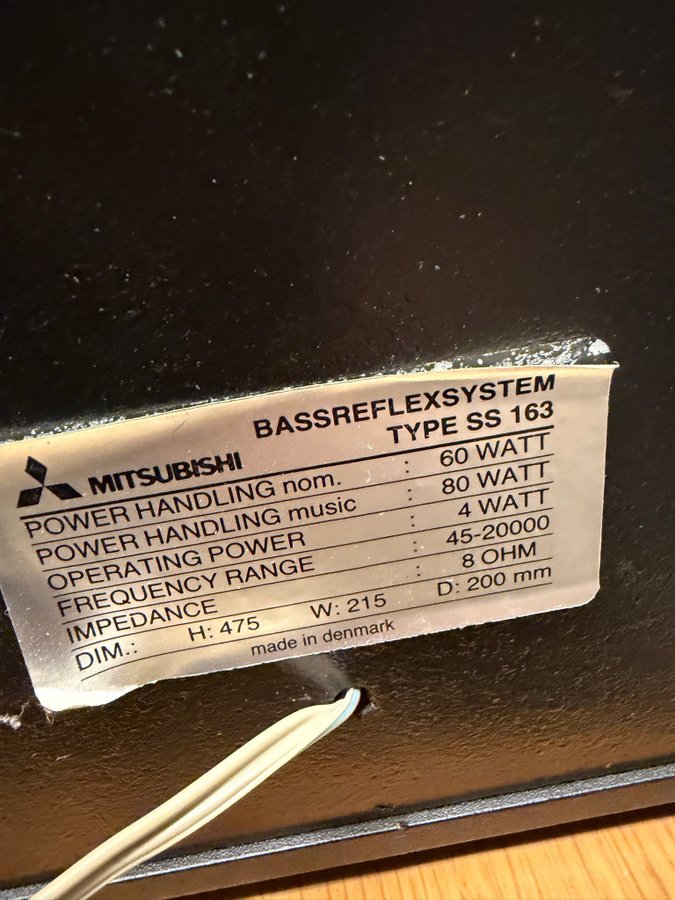 BASSREFLEXSYSTEM
MITSUBISHI TYPE SS 163
POWER HANDLING nom. : 60 WATT
POWER HANDLING music : 80 WATT
OPERATING POWER : 4 WATT
FREQUENCY RANGE : 45-20000
IMPEDANCE : 8 OHM
DIM.: H: 475 W: 215 D: 200 mm
made in denmark